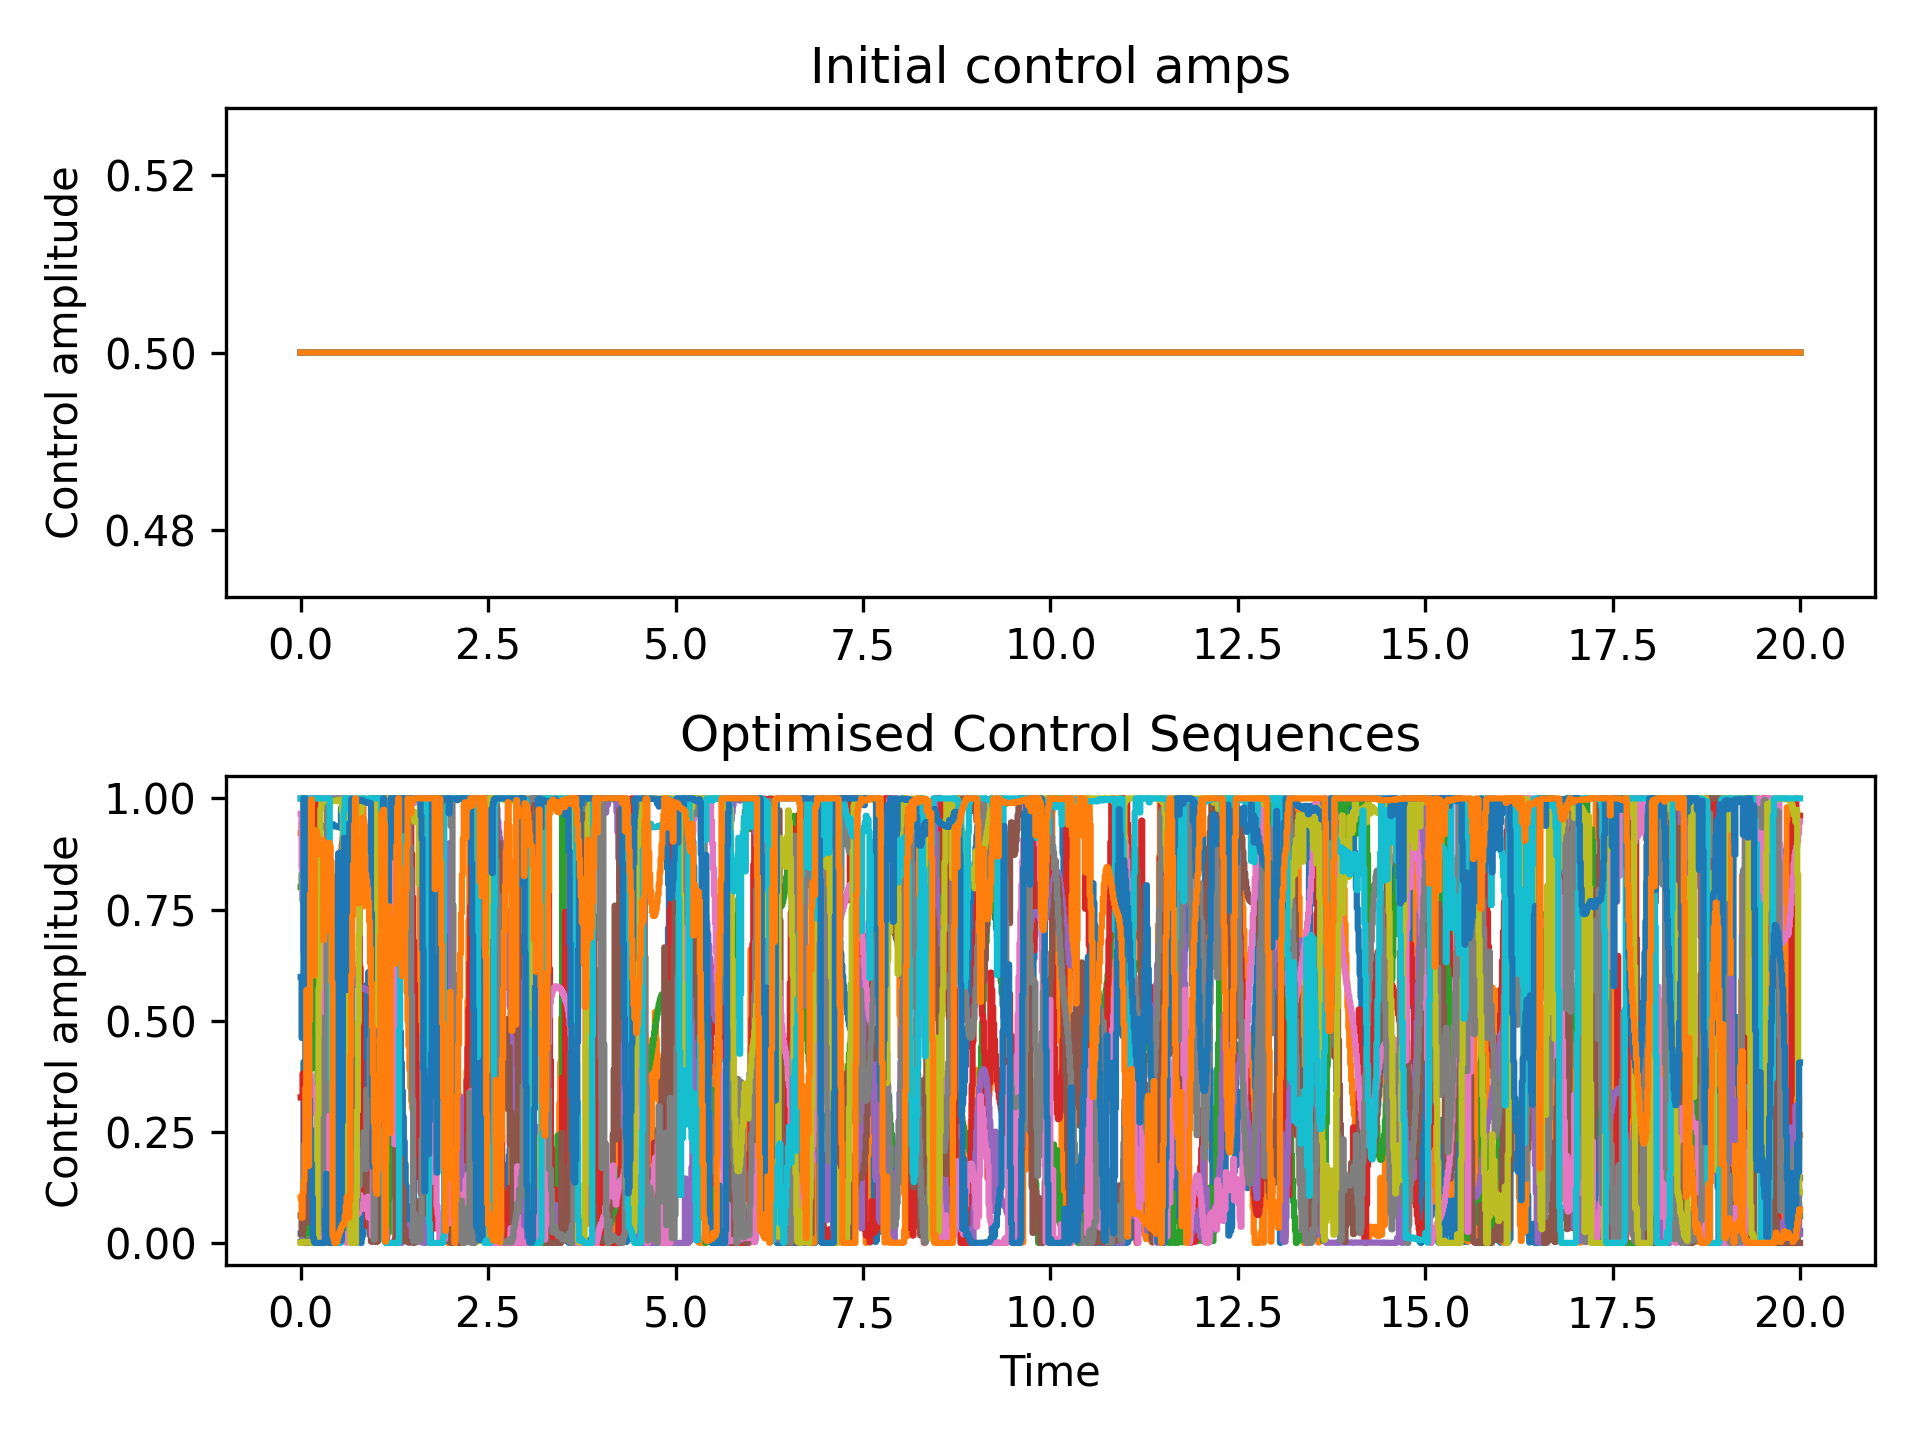 Initial control amps
Control amplitude
0.52
0.50
0.48
0.0 2.5 5.0 7.5 10.0 12.5 15.0 17.5 20.0
Optimised Control Sequences
Control amplitude
1.00
0.75
0.50
0.25
0.00
0.0 2.5 5.0 7.5 10.0 12.5 15.0 17.5 20.0
Time